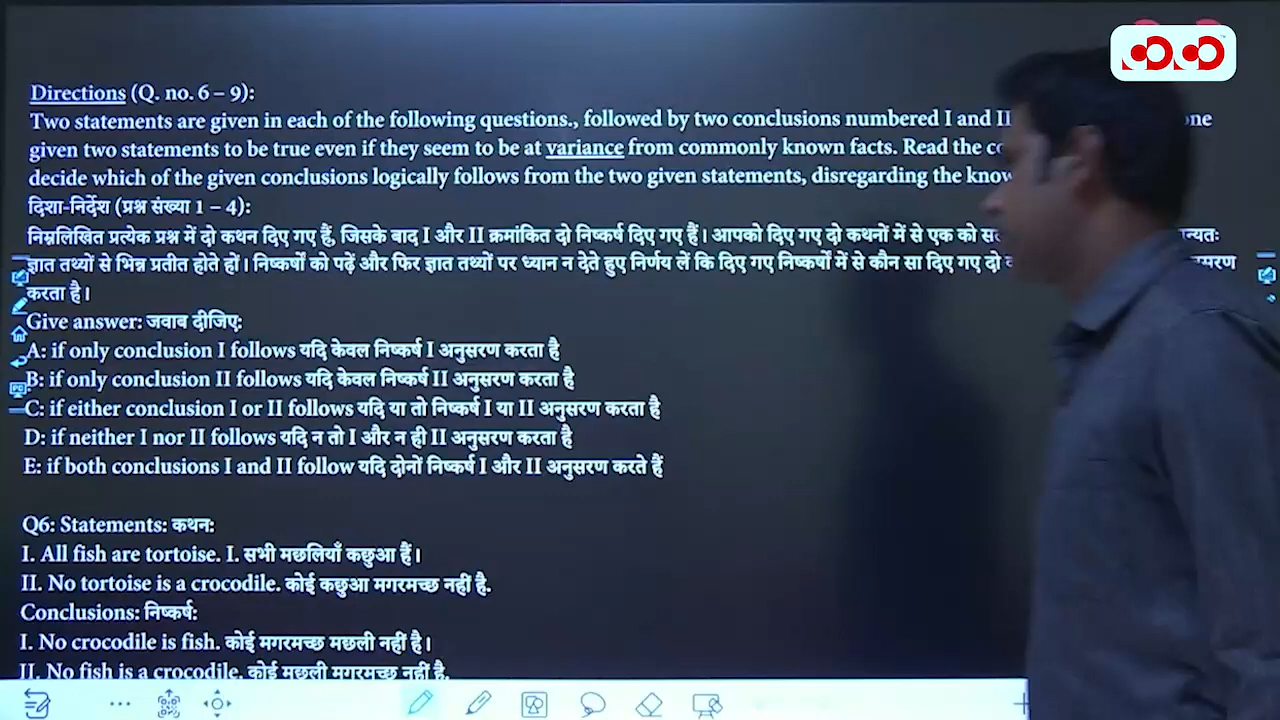 Directions (Q. no. 6 – 9):
Two statements are given in each of the following questions., followed by two conclusions numbered I and II one
given two statements to be true even if they seem to be at variance from commonly known facts. Read the
decide which of the given conclusions logically follows from the two given statements, disregarding the
दिशा-निर्देश (प्रश्न संख्या 1 – 4):
निम्नलिखित प्रत्येक प्रश्न में दो कथन दिए गए हैं, जिसके बाद I और II क्रमांकित दो निष्कर्ष दिए गए हैं। आपको दिए गए दो कथनों में से एक को
ज्ञात तथ्यों से भिन्न प्रतीत होते हों। निष्कर्षों को पढ़ें और फिर ज्ञात तथ्यों पर ध्यान न देते हुए निर्णय लें कि दिए गए निष्कर्षों में से कौन सा दिए गए दो
करता है।
Give answer: जवाब दीजिए:
A: if only conclusion I follows यदि केवल निष्कर्ष I अनुसरण करता है
B: if only conclusion II follows यदि केवल निष्कर्ष II अनुसरण करता है
C: if either conclusion I or II follows यदि या तो निष्कर्ष I या II अनुसरण करता है
D: if neither I nor II follows यदि न तो I और न ही II अनुसरण करता है
E: if both conclusions I and II follow यदि दोनों निष्कर्ष I और II अनुसरण करते हैं
Q6: Statements: कथन:
I. All fish are tortoise. I. सभी मछलियाँ कछुआ हैं।
II. No tortoise is a crocodile. कोई कछुआ मगरमच्छ नहीं है.
Conclusions: निष्कर्ष:
I. No crocodile is fish. कोई मगरमच्छ मछली नहीं है।
II. No fish is a crocodile. कोई मछली मगरमच्छ नहीं है.